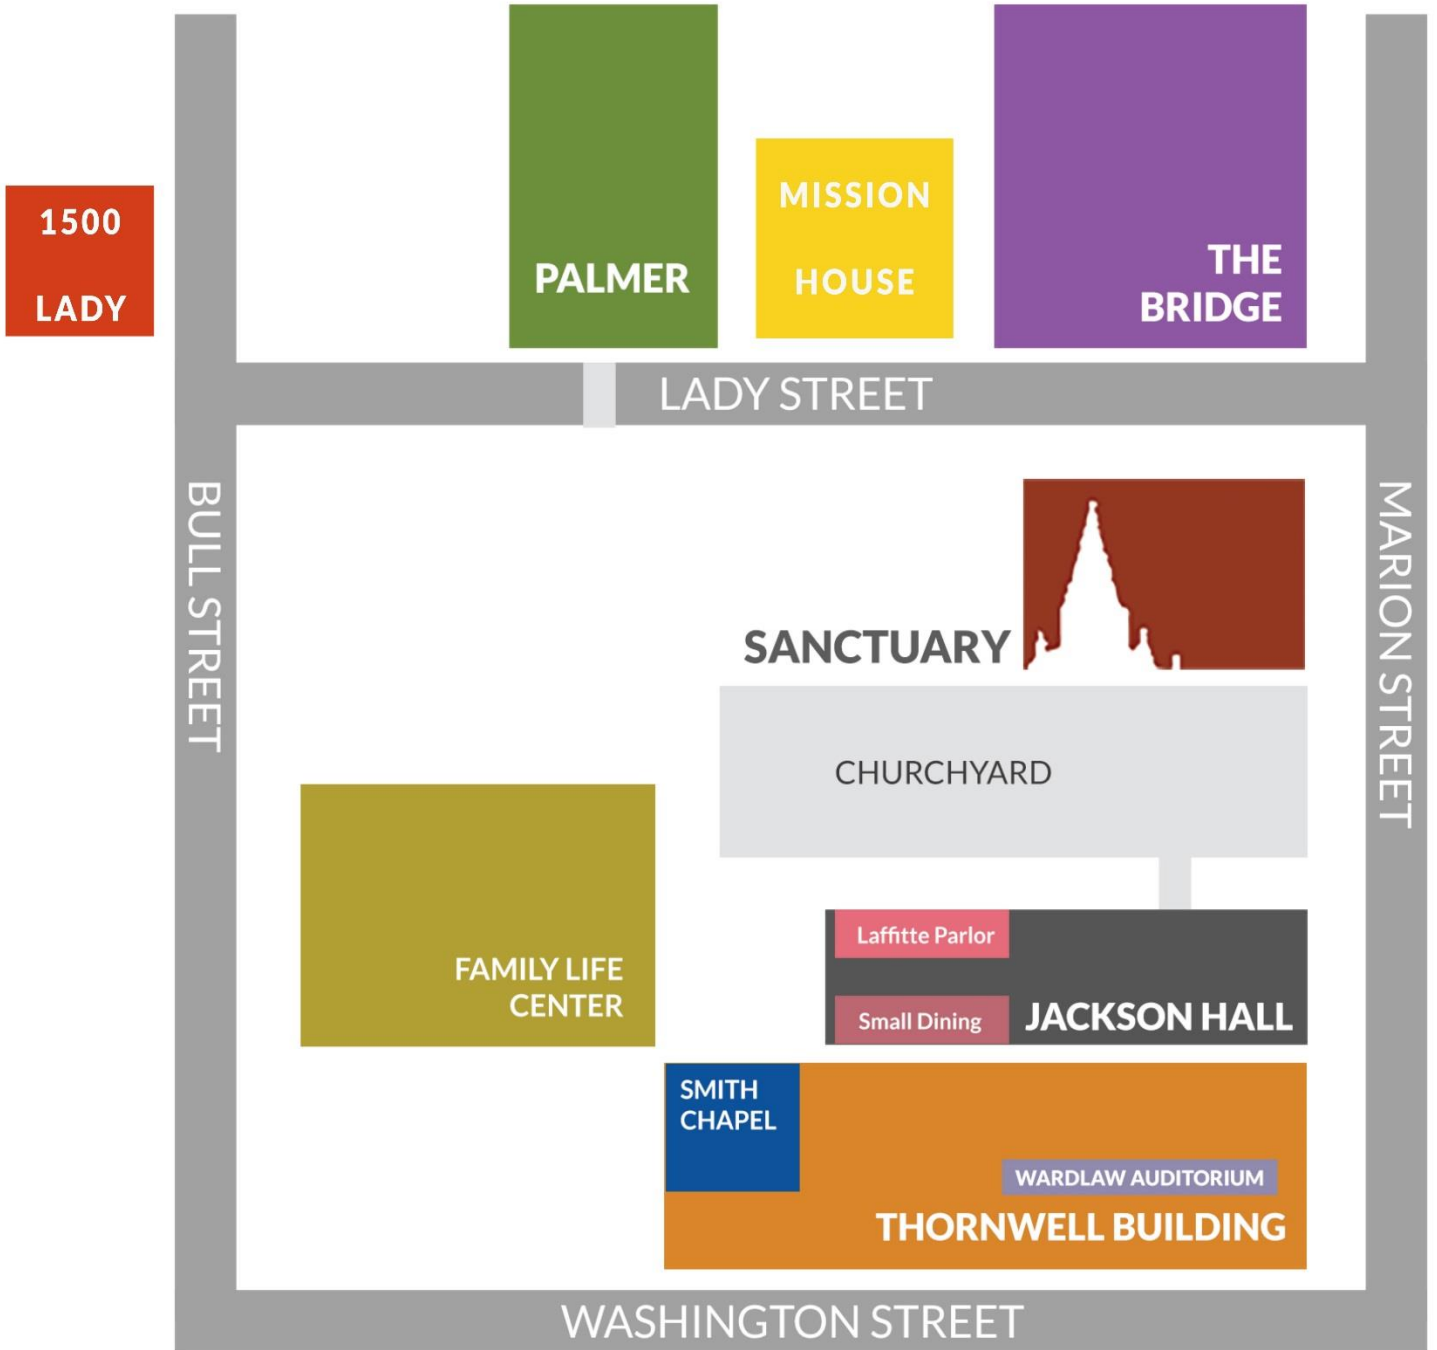 1500
LADY
PALMER
MISSION
HOUSE
THE
BRIDGE
LADY STREET
BULL STREET
MARION STREET
SANCTUARY
CHURCHYARD
FAMILY LIFE
CENTER
Laffitte Parlor
Small Dining
JACKSON HALL
SMITH
CHAPEL
WARDLAW AUDITORIUM
THORNWELL BUILDING
WASHINGTON STREET